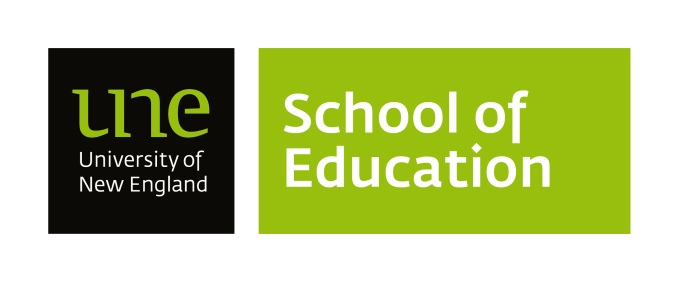 une
University of
New England
School of
Education